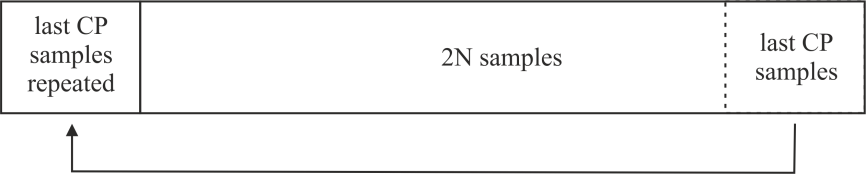 last CP
samples
repeated
2N samples
last CP
samples